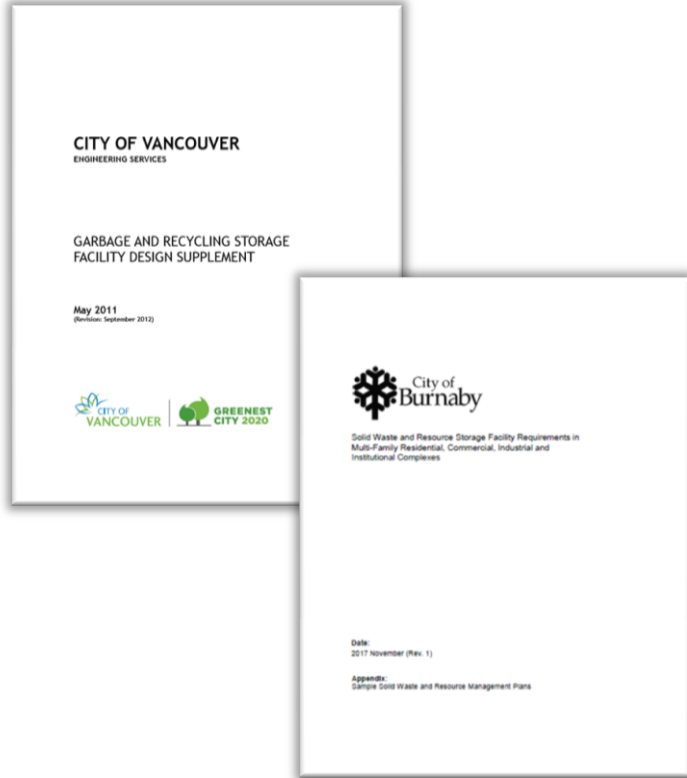 CITY OF VANCOUVER
ENGINEERING SERVICES
GARBAGE AND RECYCLING STORAGE
FACILITY DESIGN SUPPLEMENT
May 2011
(Revision: September 2012)
CITY OF
VANCOUVER
GREENEST
CITY 2020
City of
Burnaby
Solid Waste and Resource Storage Facility Requirements in
Multi-Family Residential, Commercial, Industrial and
Institutional Complexes
Date:
2017 November (Rev. 1)
Appendix:
Sample Solid Waste and Resource Management Plans